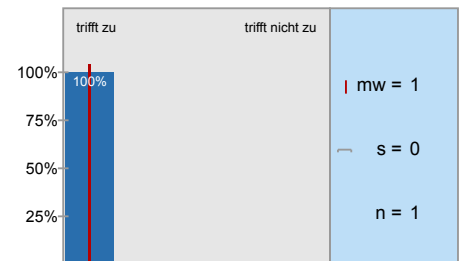 trifft zu trifft nicht zu
100%
100%
mw = 1
75%
s = 0
50%
25%
n = 1